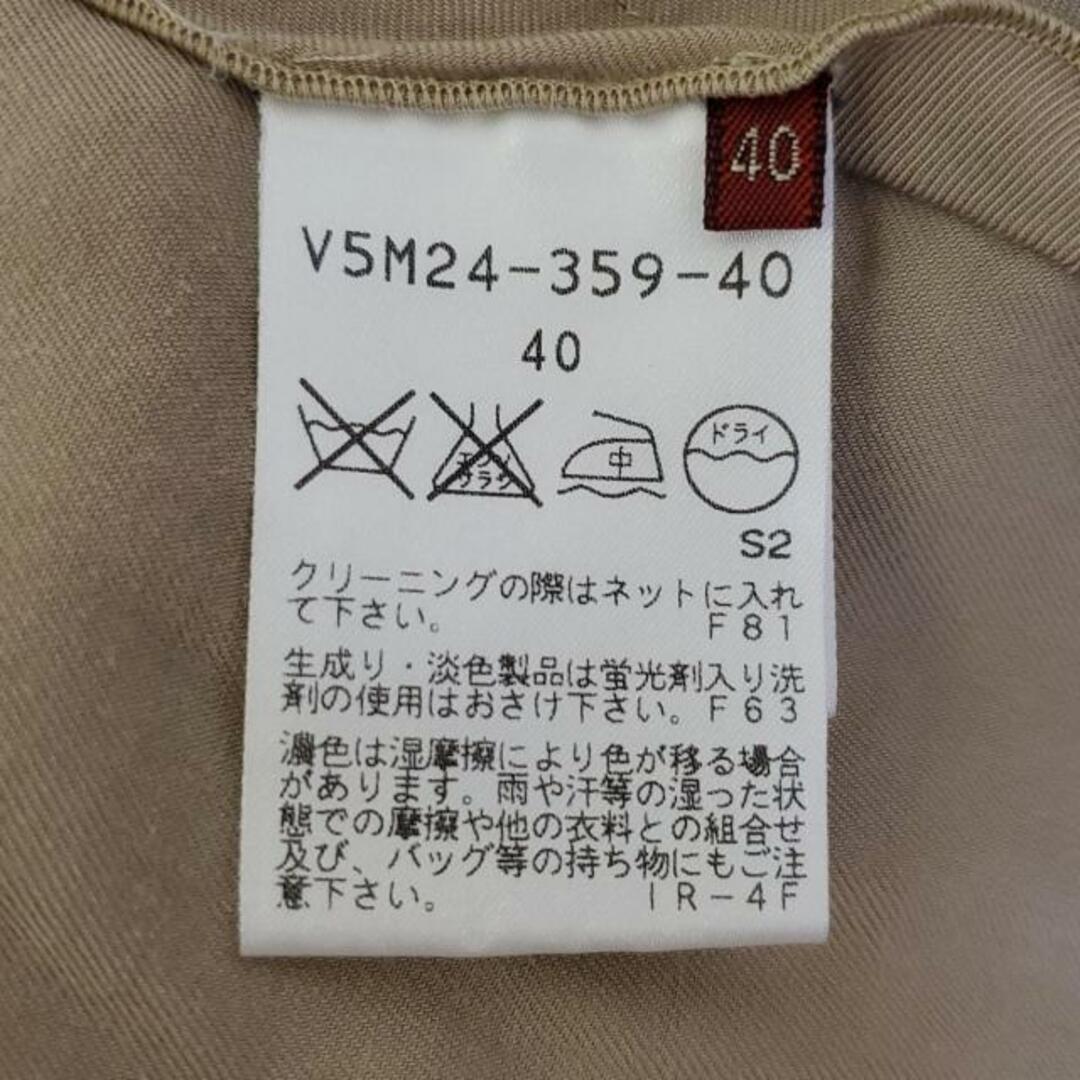 40
V5M24-359-40
40
エンソ
サラシ
中
ドライ
S2
クリーニングの際はネットに入れ
て下さい。 F81
生成り・淡色製品は蛍光剤入り洗
剤の使用はおさけ下さい。F63
濃色は湿摩擦により色が移る場合
があります。雨や汗等の湿った状
態での摩擦や他の衣料との組合せ
及び、バッグ等の持ち物にもご注
意下さい。 IR-4F